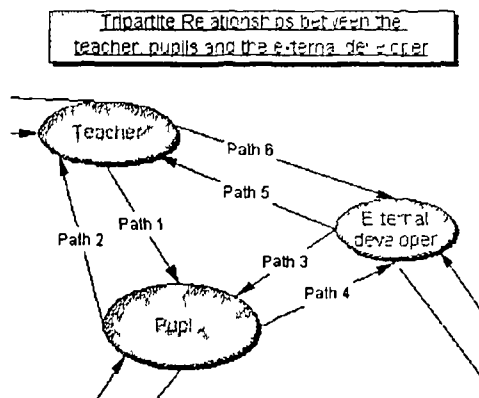 Tripartite Relationships between the
teacher, pupils and the external developer
Teacher
Path 6
Path 5
Path 1
Path 2
External
developer
Path 3
Path 4